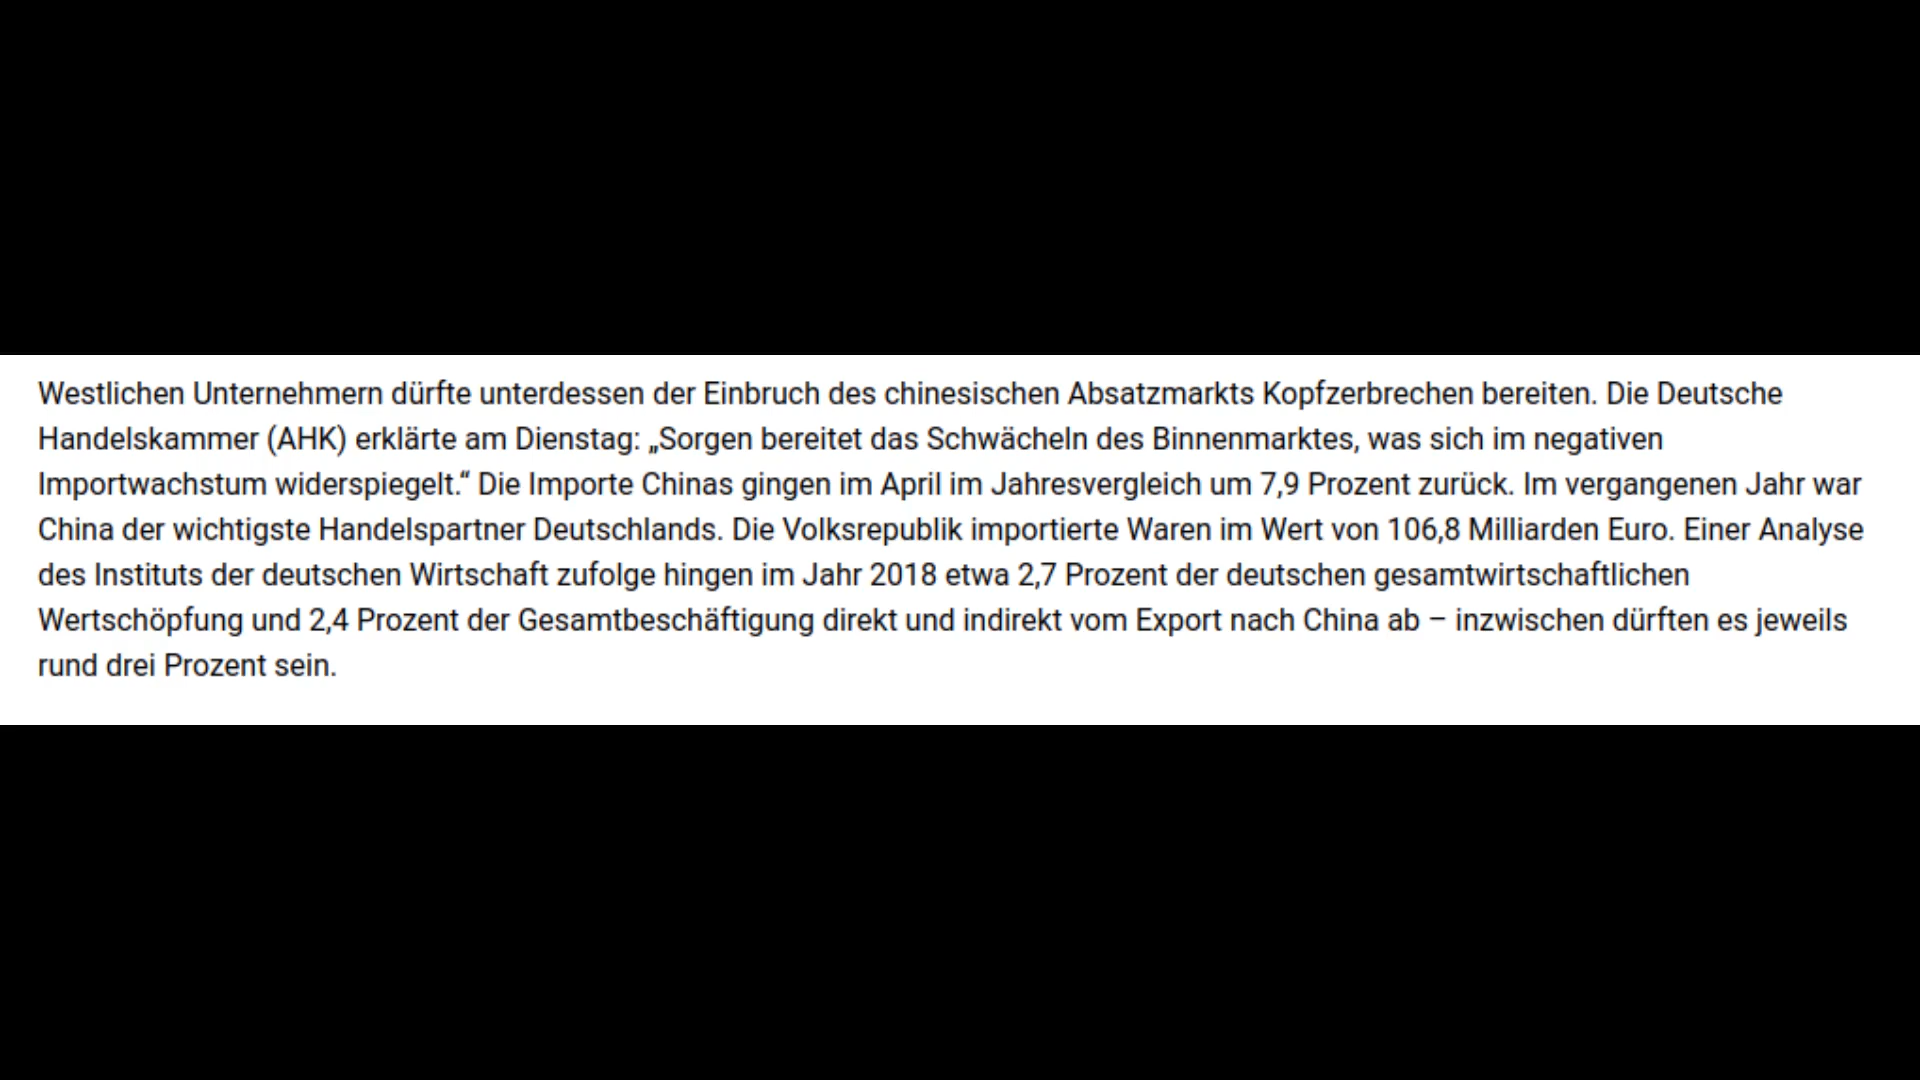 Westlichen Unternehmern dürfte unterdessen der Einbruch des chinesischen Absatzmarkts Kopfzerbrechen bereiten. Die Deutsche
Handelskammer (AHK) erklärte am Dienstag: „Sorgen bereitet das Schwächeln des Binnenmarktes, was sich im negativen
Importwachstum widerspiegelt.“ Die Importe Chinas gingen im April im Jahresvergleich um 7,9 Prozent zurück. Im vergangenen Jahr war
China der wichtigste Handelspartner Deutschlands. Die Volksrepublik importierte Waren im Wert von 106,8 Milliarden Euro. Einer Analyse
des Instituts der deutschen Wirtschaft zufolge hingen im Jahr 2018 etwa 2,7 Prozent der deutschen gesamtwirtschaftlichen
Wertschöpfung und 2,4 Prozent der Gesamtbeschäftigung direkt und indirekt vom Export nach China ab – inzwischen dürften es jeweils
rund drei Prozent sein.